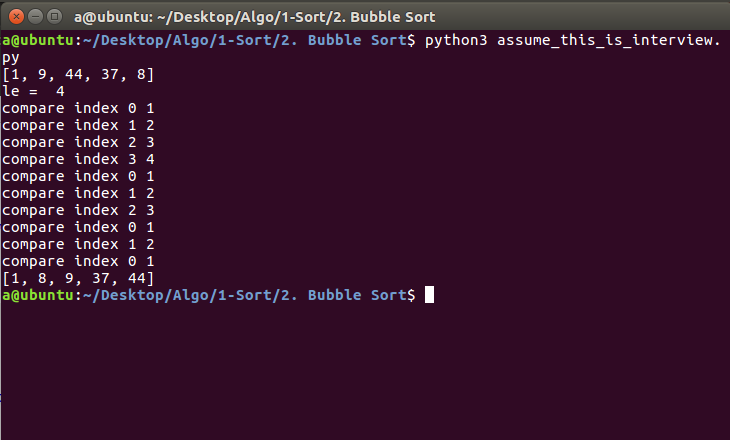 a@ubuntu: ~/Desktop/Algo/1-Sort/2. Bubble Sort
a@ubuntu:~/Desktop/Algo/1-Sort/2. Bubble Sort$ python3 assume_this_is_interview.
py
[1, 9, 44, 37, 8]
le =  4
compare index 0 1
compare index 1 2
compare index 2 3
compare index 3 4
compare index 0 1
compare index 1 2
compare index 2 3
compare index 0 1
compare index 1 2
compare index 0 1
[1, 8, 9, 37, 44]
a@ubuntu:~/Desktop/Algo/1-Sort/2. Bubble Sort$